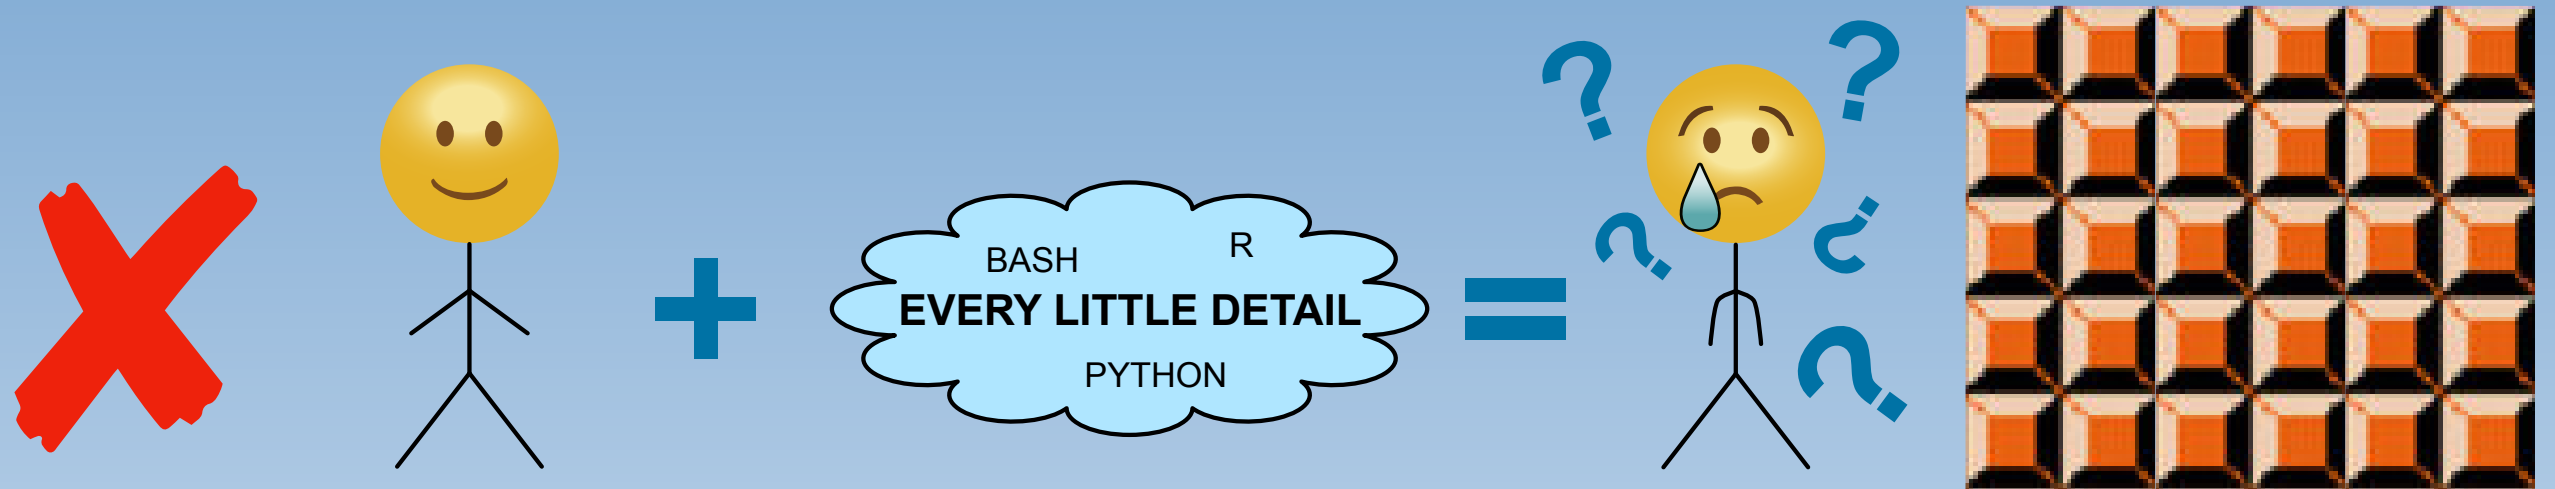 BASH
R
EVERY LITTLE DETAIL
PYTHON
? ? ? ? ?